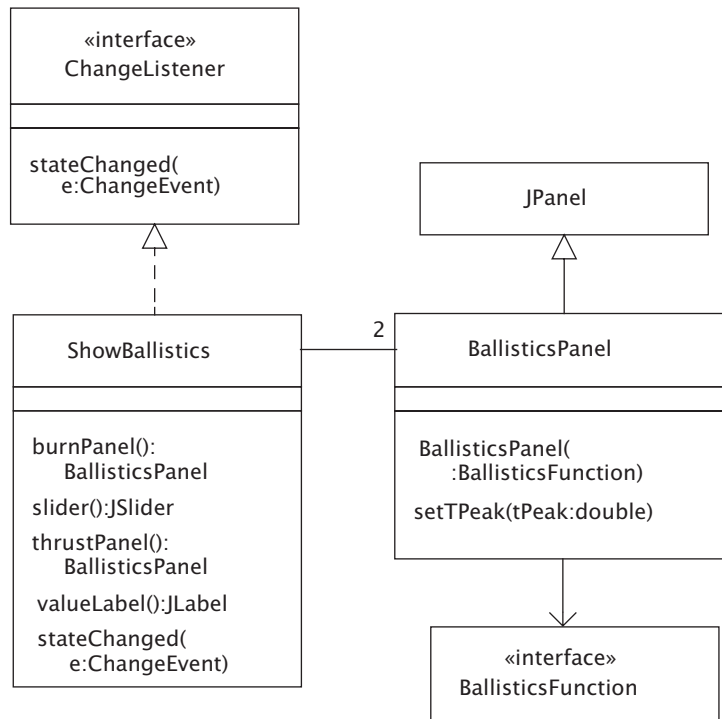 «interface»
ChangeListener
stateChanged(
e:ChangeEvent)
JPanel
ShowBallistics
2
BallisticsPanel
burnPanel():
BallisticsPanel
slider():JSlider
thrustPanel():
BallisticsPanel
valueLabel():JLabel
stateChanged(
e:ChangeEvent)
BallisticsPanel(
:BallisticsFunction)
setTPeak(tPeak:double)
«interface»
BallisticsFunction